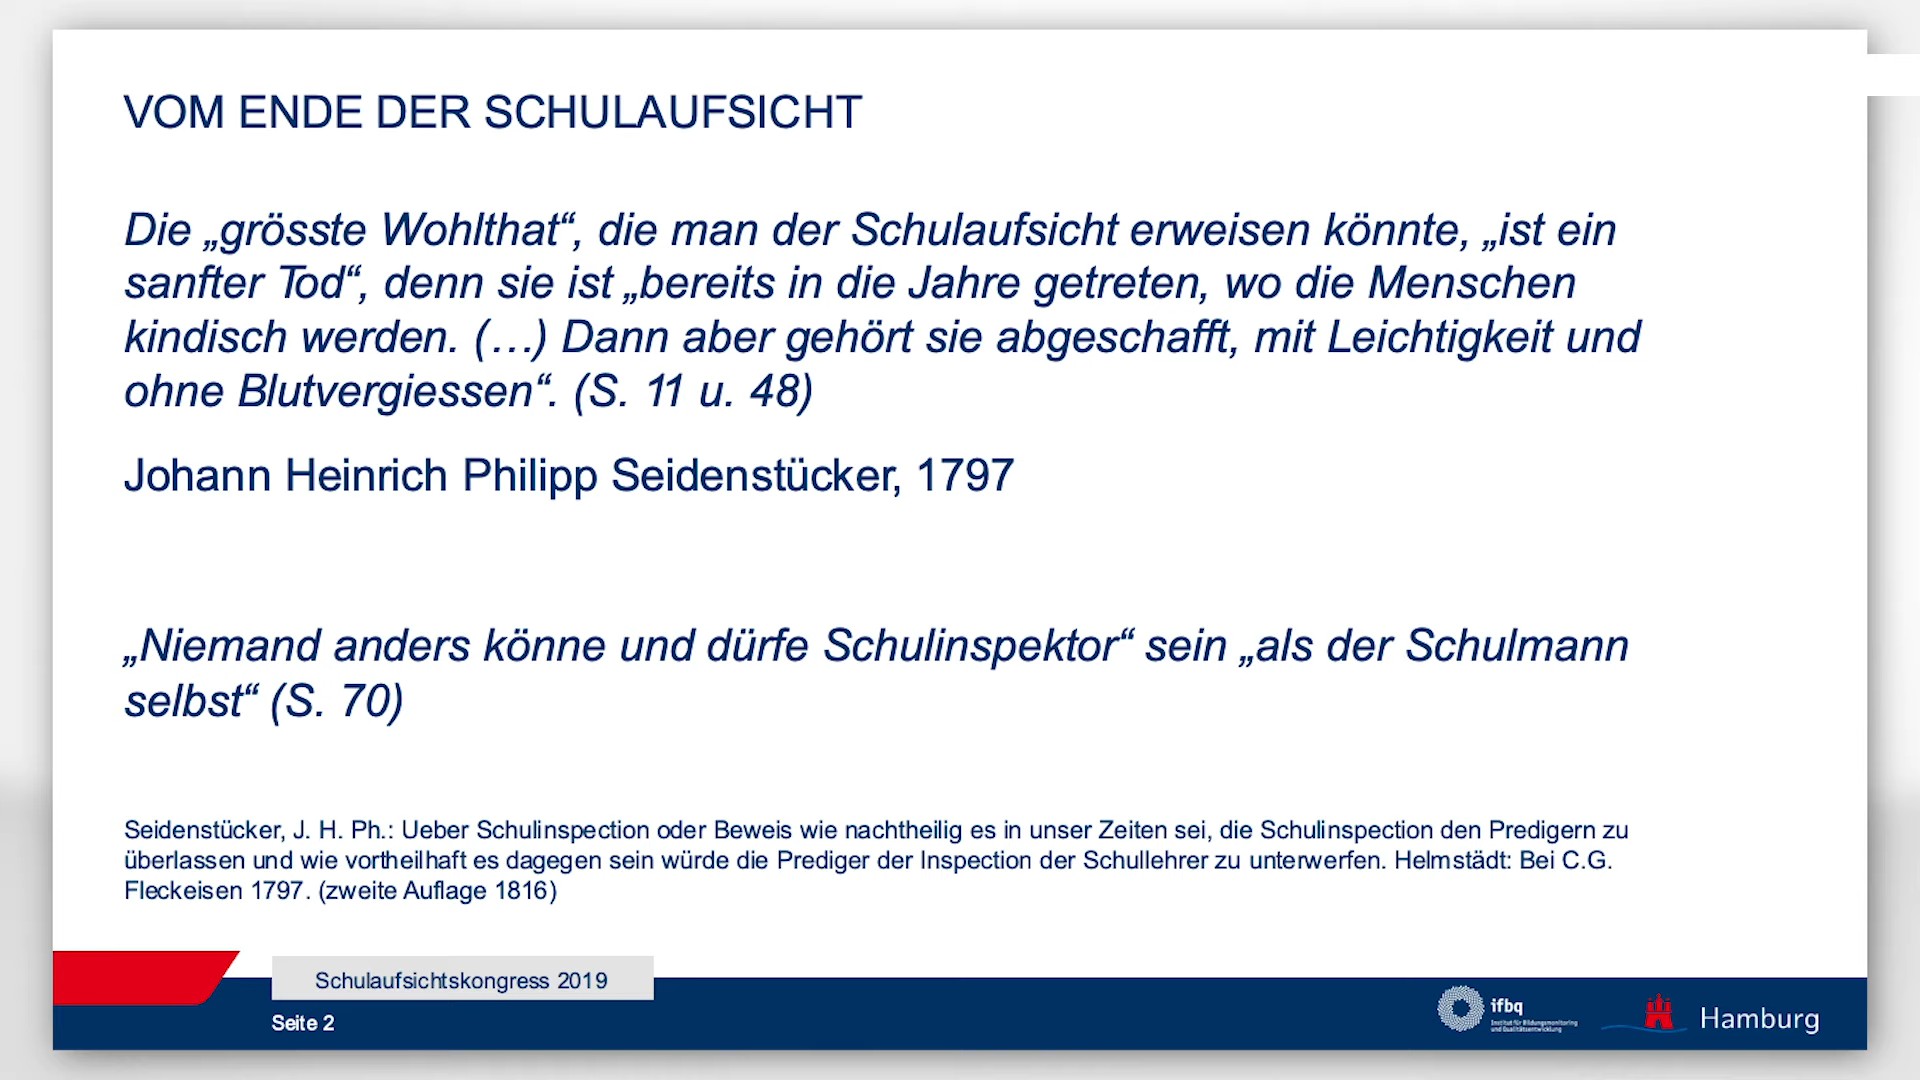 VOM ENDE DER SCHULAUFSICHT
Die „grösste Wohlthat“, die man der Schulaufsicht erweisen könnte, „ist ein
sanfter Tod“, denn sie ist „bereits in die Jahre getreten, wo die Menschen
kindisch werden. (…) Dann aber gehört sie abgeschafft, mit Leichtigkeit und
ohne Blutvergiessen“. (S. 11 u. 48)
Johann Heinrich Philipp Seidenstücker, 1797
„Niemand anders könne und dürfe Schulinspektor“ sein „als der Schulmann
selbst“ (S. 70)
Seidenstücker, J. H. Ph.: Ueber Schulinspection oder Beweis wie nachtheilig es in unser Zeiten sei, die Schulinspection den Predigern zu
überlassen und wie vortheilhaft es dagegen sein würde die Prediger der Inspection der Schullehrer zu unterwerfen. Helmstädt: Bei C.G.
Fleckeisen 1797. (zweite Auflage 1816)
Schulaufsichtskongress 2019
Seite 2
ifbq
Institut für Bildungsmonitoring
und Qualitätsentwicklung
Hamburg